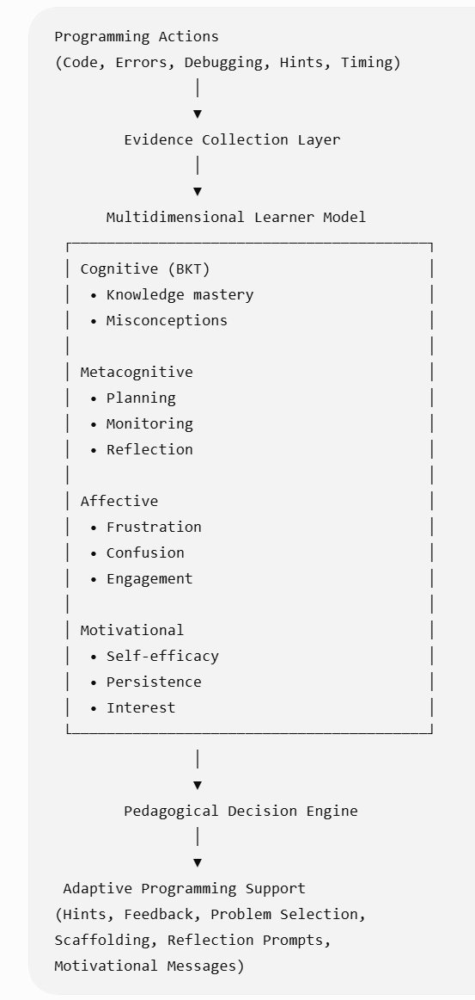 Programming Actions
(Code, Errors, Debugging, Hints, Timing)
Evidence Collection Layer
Multidimensional Learner Model
Cognitive (BKT)
• Knowledge mastery
• Misconceptions
Metacognitive
• Planning
• Monitoring
• Reflection
Affective
• Frustration
• Confusion
• Engagement
Motivational
• Self-efficacy
• Persistence
• Interest
Pedagogical Decision Engine
Adaptive Programming Support
(Hints, Feedback, Problem Selection,
Scaffolding, Reflection Prompts,
Motivational Messages)